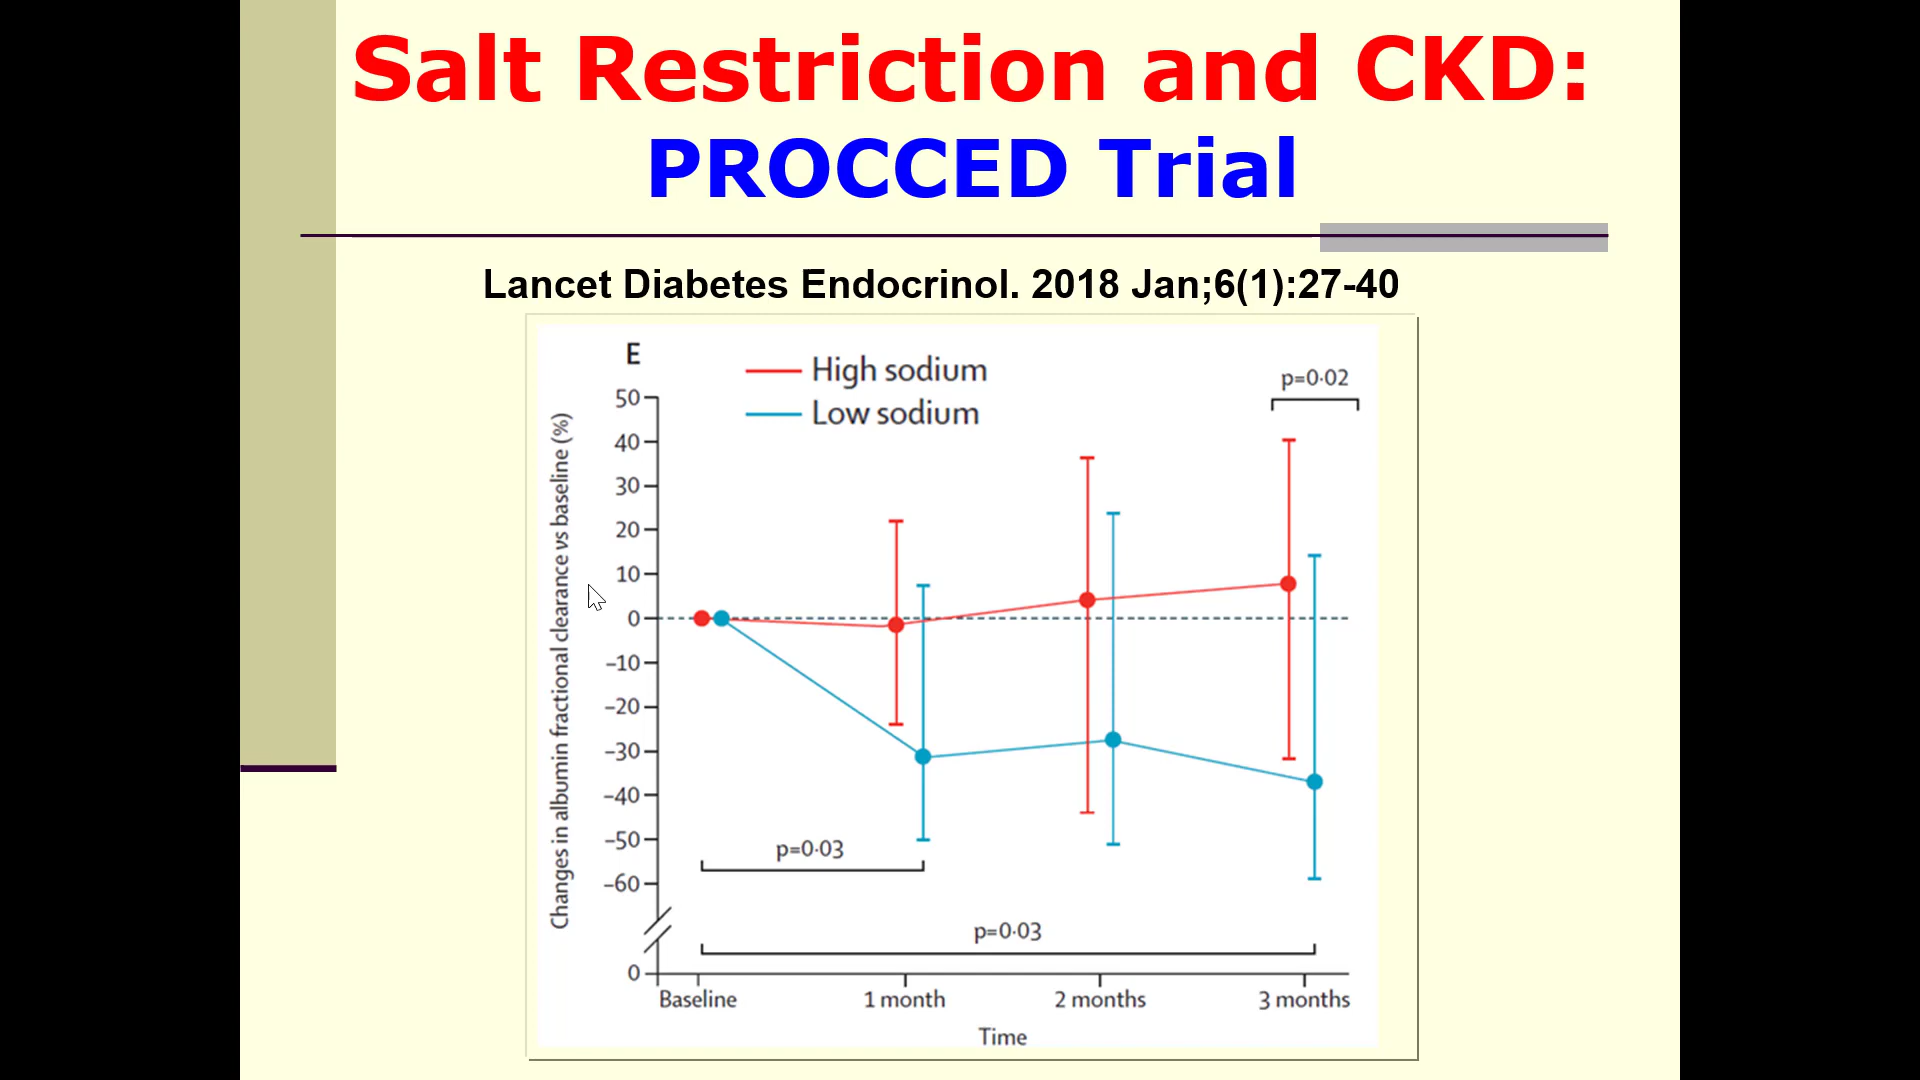 Salt Restriction and CKD:
PROCCED Trial
Lancet Diabetes Endocrinol. 2018 Jan;6(1):27-40
E
High sodium
Low sodium
p=0·02
Changes in albumin fractional clearance vs baseline (%)
50
40
30
20
10
0
–10
–20
–30
–40
–50
–60
0
p=0·03
p=0·03
Baseline
1 month
2 months
3 months
Time